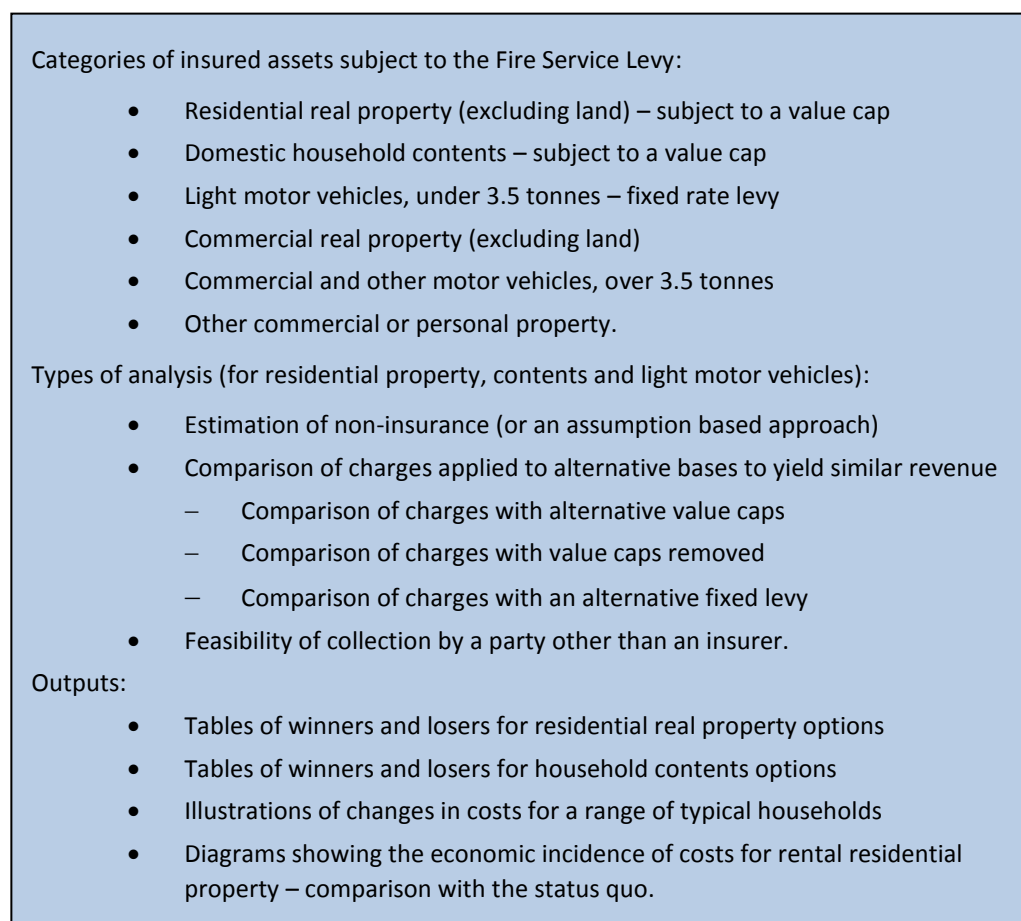 Categories of insured assets subject to the Fire Service Levy:
• Residential real property (excluding land) – subject to a value cap
• Domestic household contents – subject to a value cap
• Light motor vehicles, under 3.5 tonnes – fixed rate levy
• Commercial real property (excluding land)
• Commercial and other motor vehicles, over 3.5 tonnes
• Other commercial or personal property.
Types of analysis (for residential property, contents and light motor vehicles):
• Estimation of non-insurance (or an assumption based approach)
• Comparison of charges applied to alternative bases to yield similar revenue
– Comparison of charges with alternative value caps
– Comparison of charges with value caps removed
– Comparison of charges with an alternative fixed levy
• Feasibility of collection by a party other than an insurer.
Outputs:
• Tables of winners and losers for residential real property options
• Tables of winners and losers for household contents options
• Illustrations of changes in costs for a range of typical households
• Diagrams showing the economic incidence of costs for rental residential
property – comparison with the status quo.